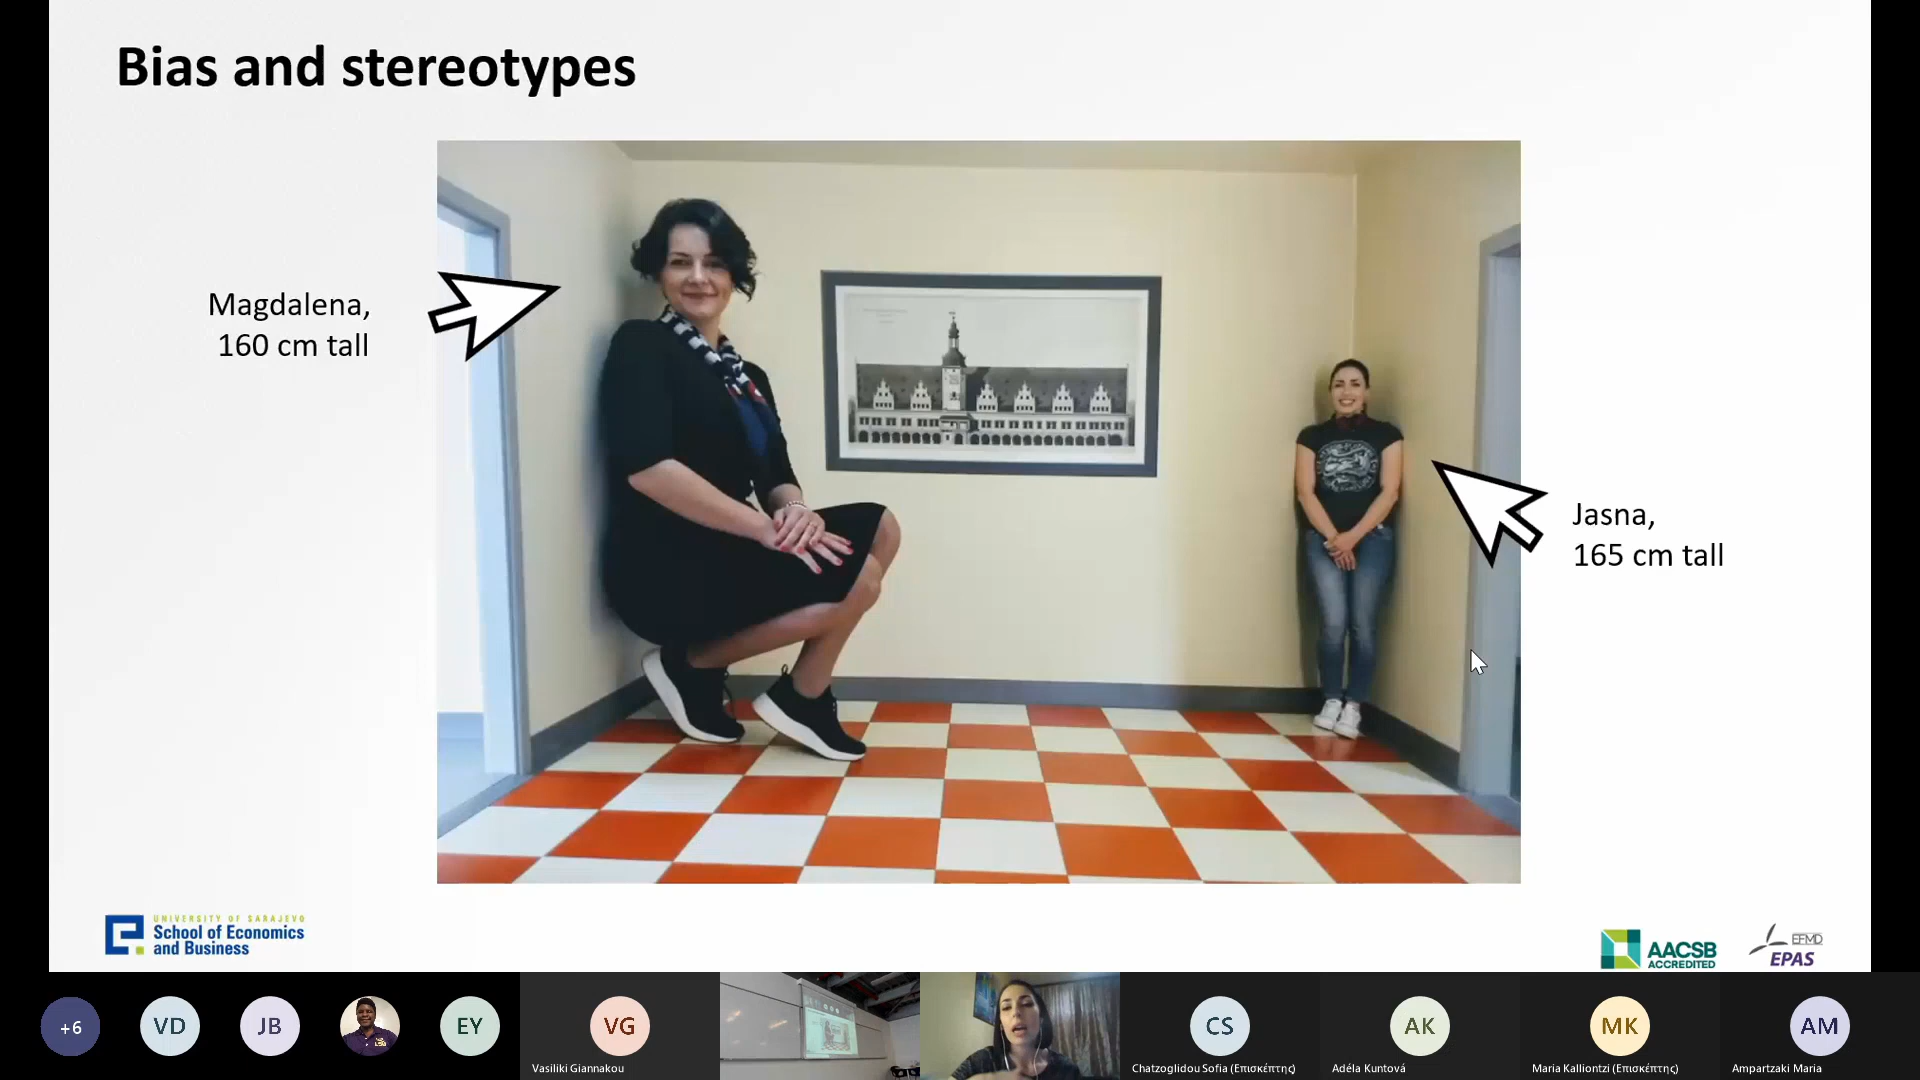 Bias and stereotypes
Magdalena,
160 cm tall
Jasna,
165 cm tall
UNIVERSITY OF SARAJEVO
School of Economics
and Business
AACSB
ACCREDITED
EFMD
EPAS
+6
VD
JB
EY
VG
CS
AK
MK
AM
Vasiliki Giannakou
Chatzoglidou Sofia (Επισκέπτης)
Adéla Kuntová
Maria Kalliontzi (Επισκέπτης)
Ampartzaki Maria